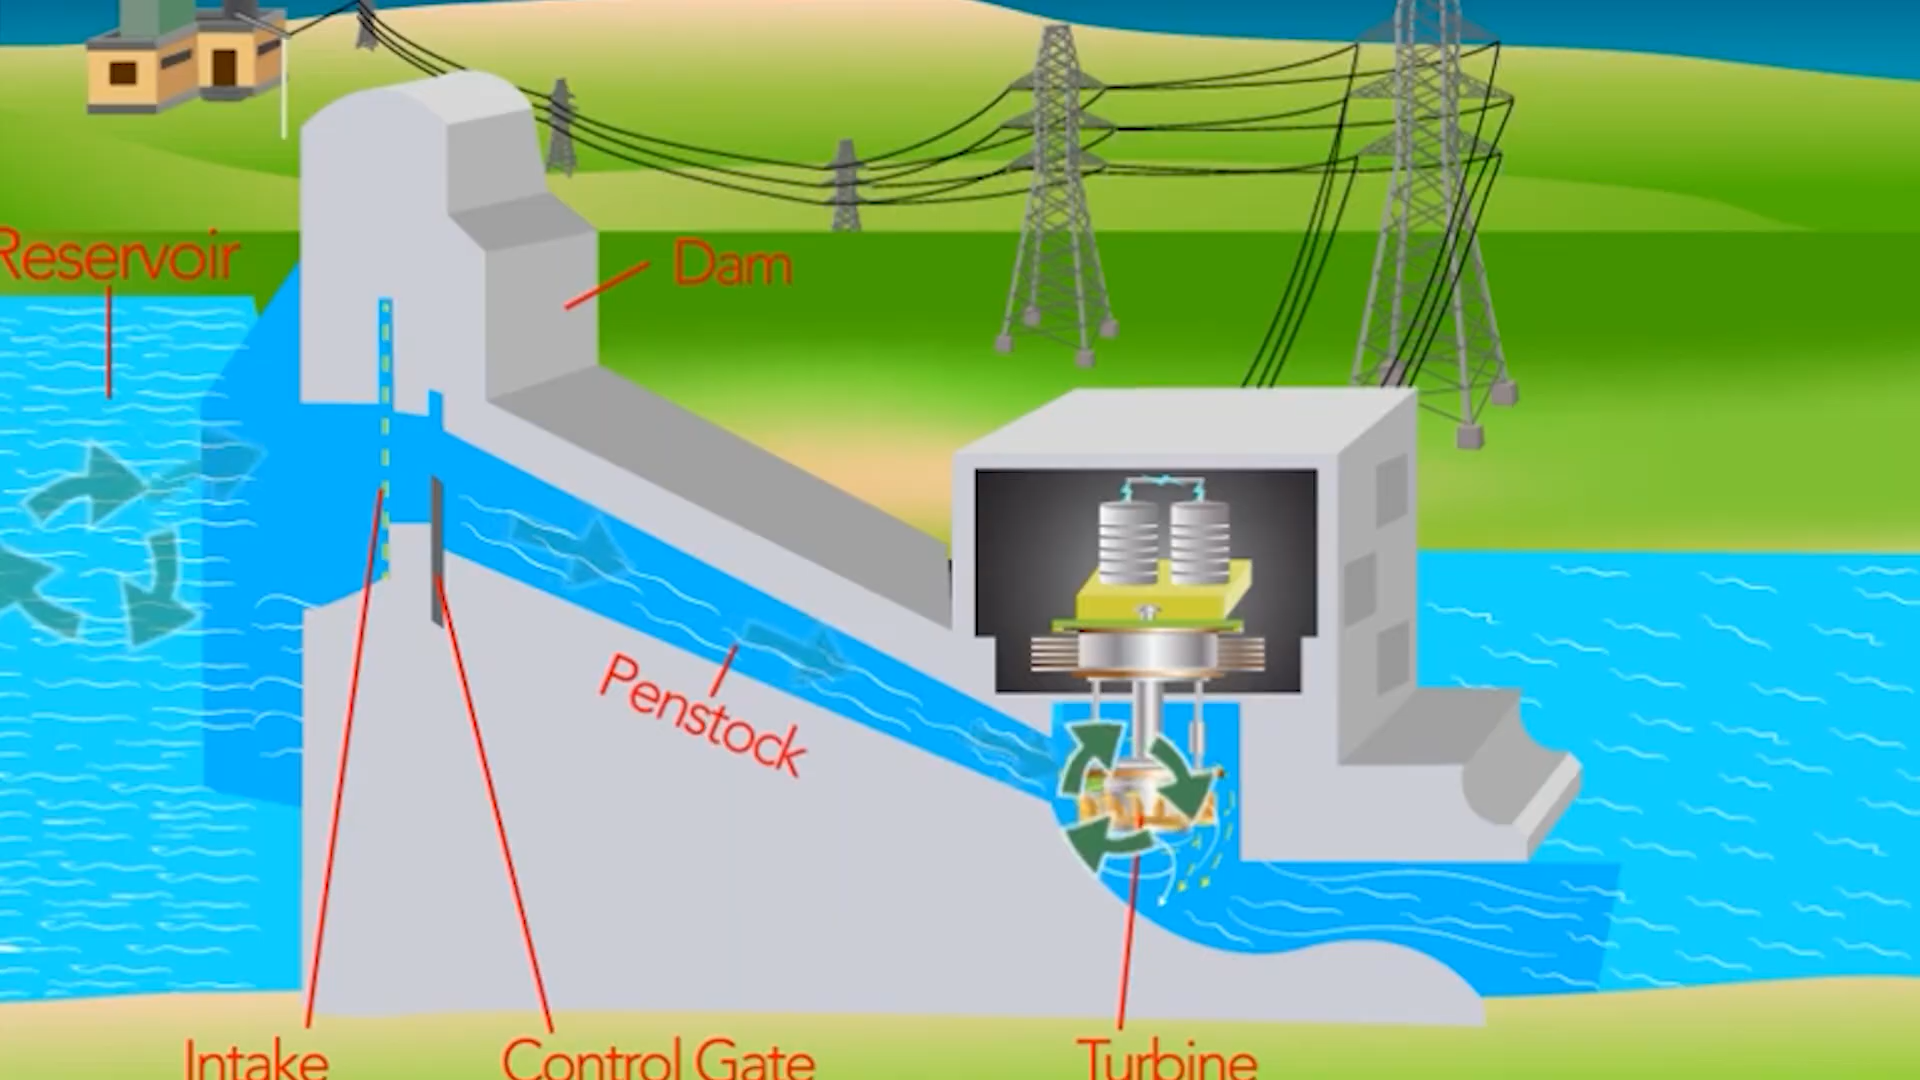 Reservoir
Dam
Penstock
Intake
Control Gate
Turbine